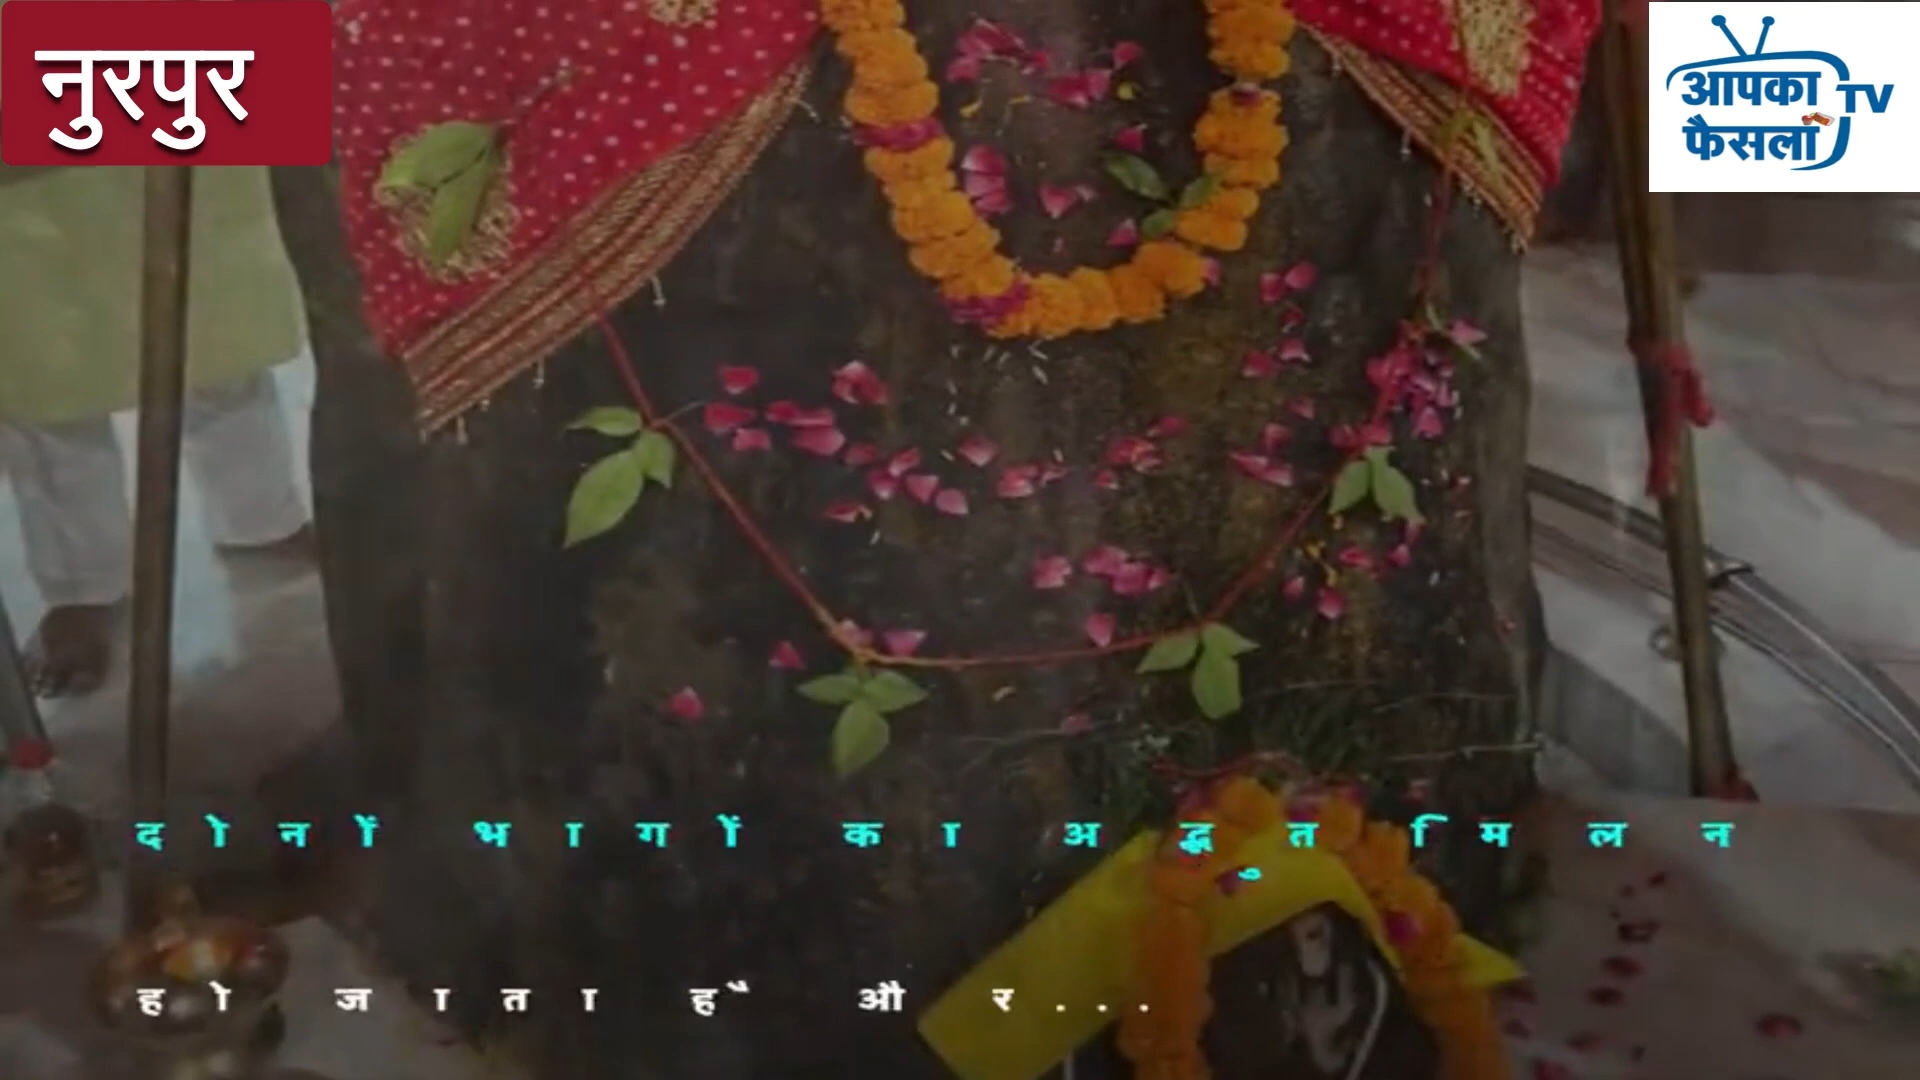 नुरपुर
आपका
फैसला TV
दोनों भागों का अद्भुत मिलन
हो जाता है और...